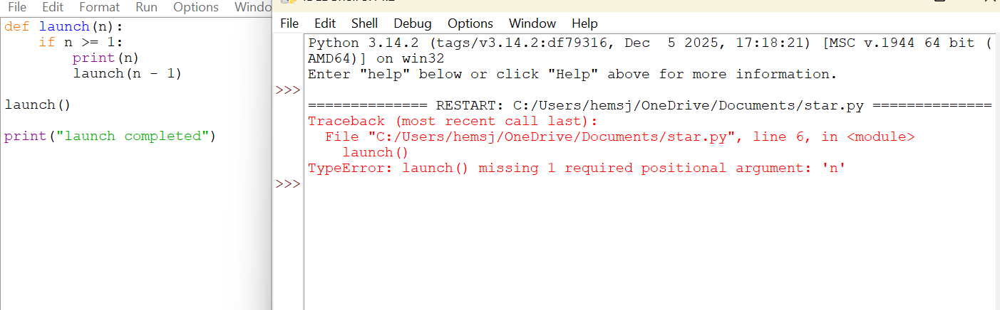 File Edit Format Run Options Windo
def launch(n):
    if n >= 1:
        print(n)
        launch(n - 1)
launch()
print("launch completed")
File Edit Shell Debug Options Window Help
Python 3.14.2 (tags/v3.14.2:df79316, Dec  5 2025, 17:18:21) [MSC v.1944 64 bit (
AMD64)] on win32
Enter "help" below or click "Help" above for more information.
>>>
============== RESTART: C:/Users/hemsj/OneDrive/Documents/star.py ==============
Traceback (most recent call last):
  File "C:/Users/hemsj/OneDrive/Documents/star.py", line 6, in <module>
    launch()
TypeError: launch() missing 1 required positional argument: 'n'
>>>